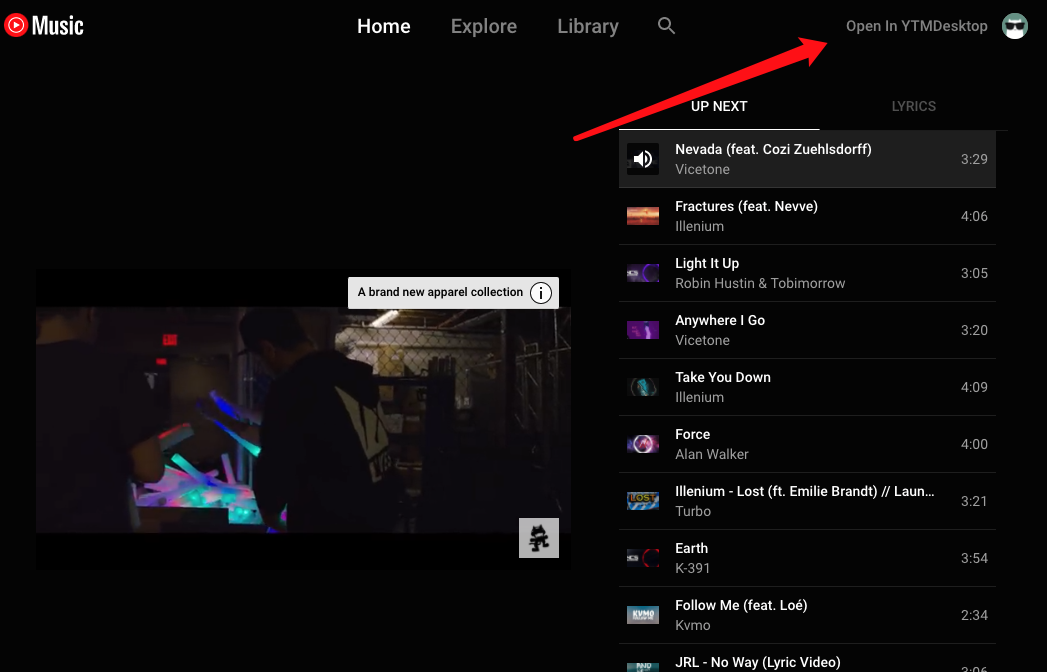 Music
Home
Explore
Library
Open In YTMDesktop
UP NEXT
LYRICS
Nevada (feat. Cozi Zuehlsdorff)
Vicetone
3:29
Fractures (feat. Nevve)
Illenium
4:06
Light It Up
Robin Hustin & Tobimorrow
3:05
Anywhere I Go
Vicetone
3:20
Take You Down
Illenium
4:09
Force
Alan Walker
4:00
LOST
Illenium - Lost (ft. Emilie Brandt) // Laun...
Turbo
3:21
Earth
K-391
3:54
KVMO
Follow Me (feat. Loé)
Kvmo
2:34
JRL - No Way (Lyric Video)
3:06
A brand new apparel collection